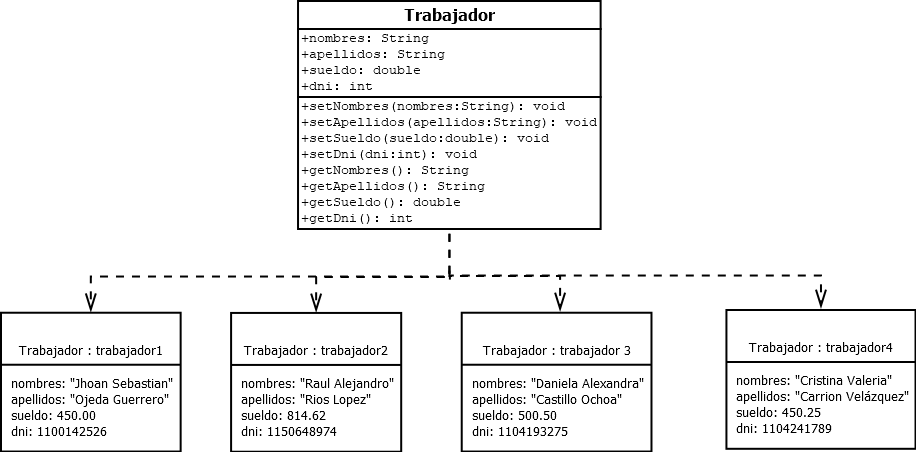 Trabajador
+nombres: String
+apellidos: String
+sueldo: double
+dni: int
+setNombres(nombres:String): void
+setApellidos(apellidos:String): void
+setSueldo(sueldo:double): void
+setDni(dni:int): void
+getNombres(): String
+getApellidos(): String
+getSueldo(): double
+getDni(): int
Trabajador : trabajador1
nombres: "Jhoan Sebastian"
apellidos: "Ojeda Guerrero"
sueldo: 450.00
dni: 1100142526
Trabajador : trabajador2
nombres: "Raul Alejandro"
apellidos: "Rios Lopez"
sueldo: 814.62
dni: 1150648974
Trabajador : trabajador 3
nombres: "Daniela Alexandra"
apellidos: "Castillo Ochoa"
sueldo: 500.50
dni: 1104193275
Trabajador : trabajador4
nombres: "Cristina Valeria"
apellidos: "Carrion Velázquez"
sueldo: 450.25
dni: 1104241789